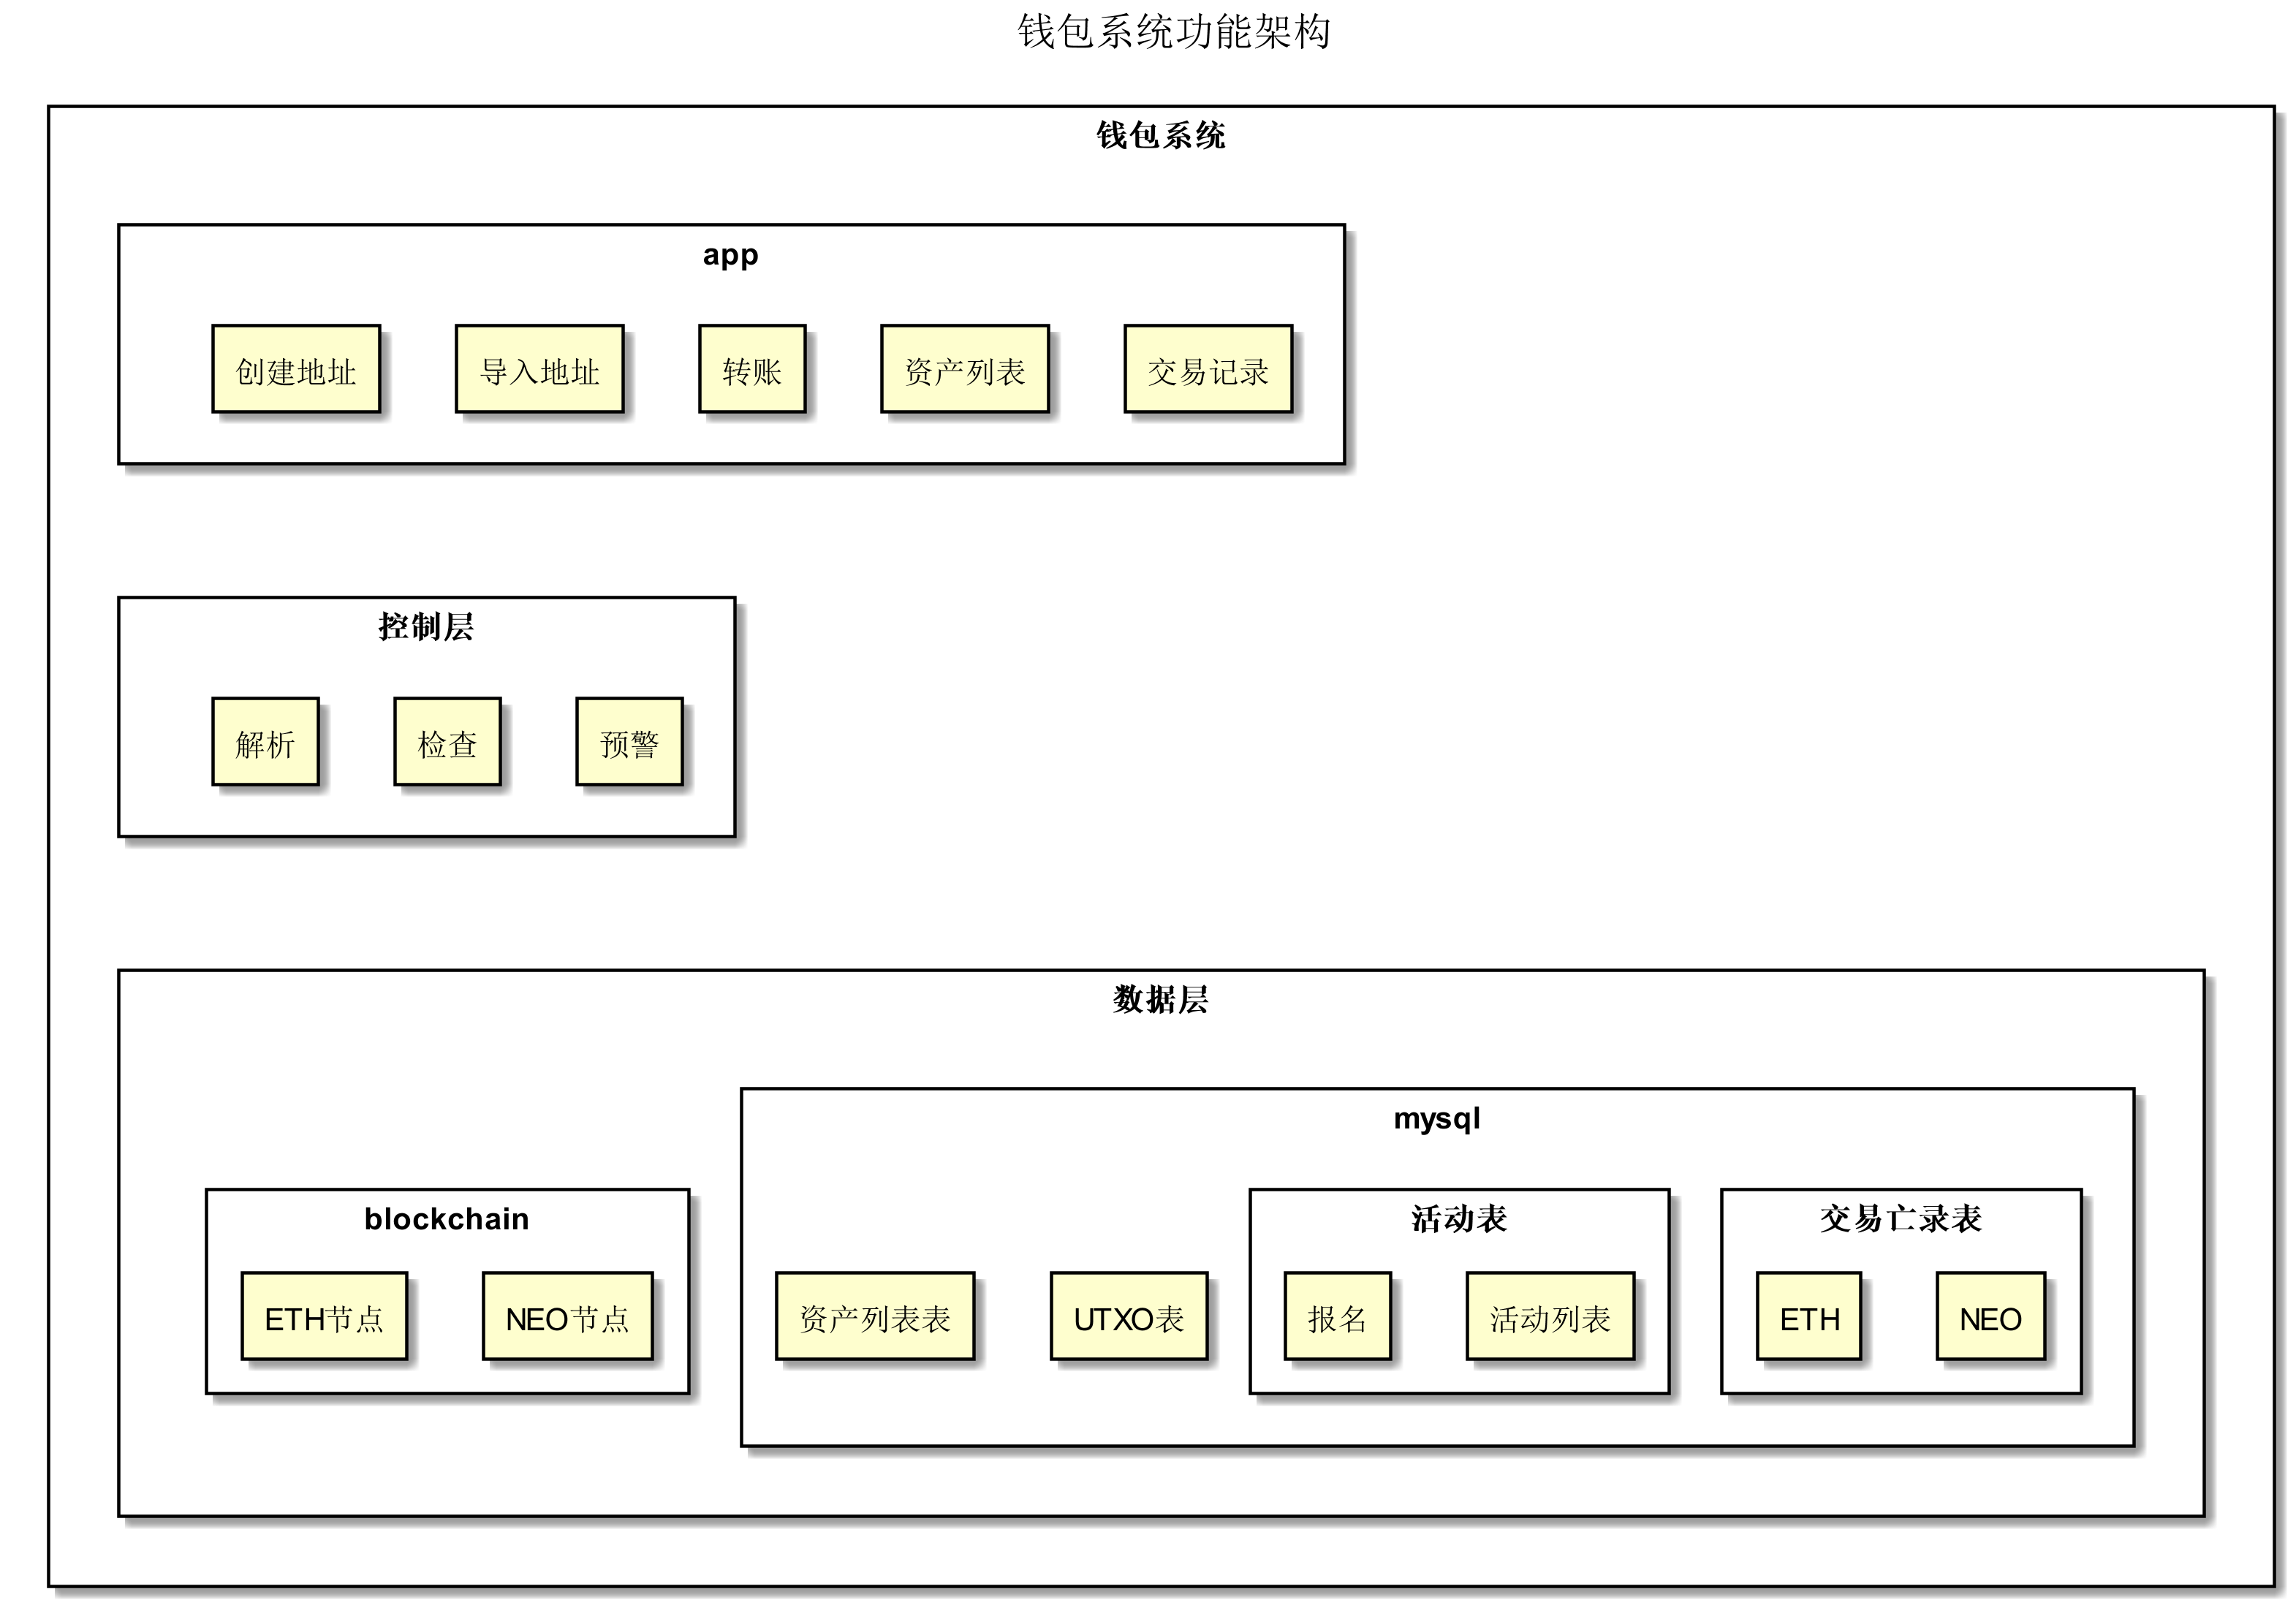 钱包系统功能架构
钱包系统
app
创建地址
导入地址
转账
资产列表
交易记录
控制层
解析
检查
预警
数据层
mysql
blockchain
活动表
交易亡录表
ETH节点
NEO节点
资产列表表
UTXO表
报名
活动列表
ETH
NEO